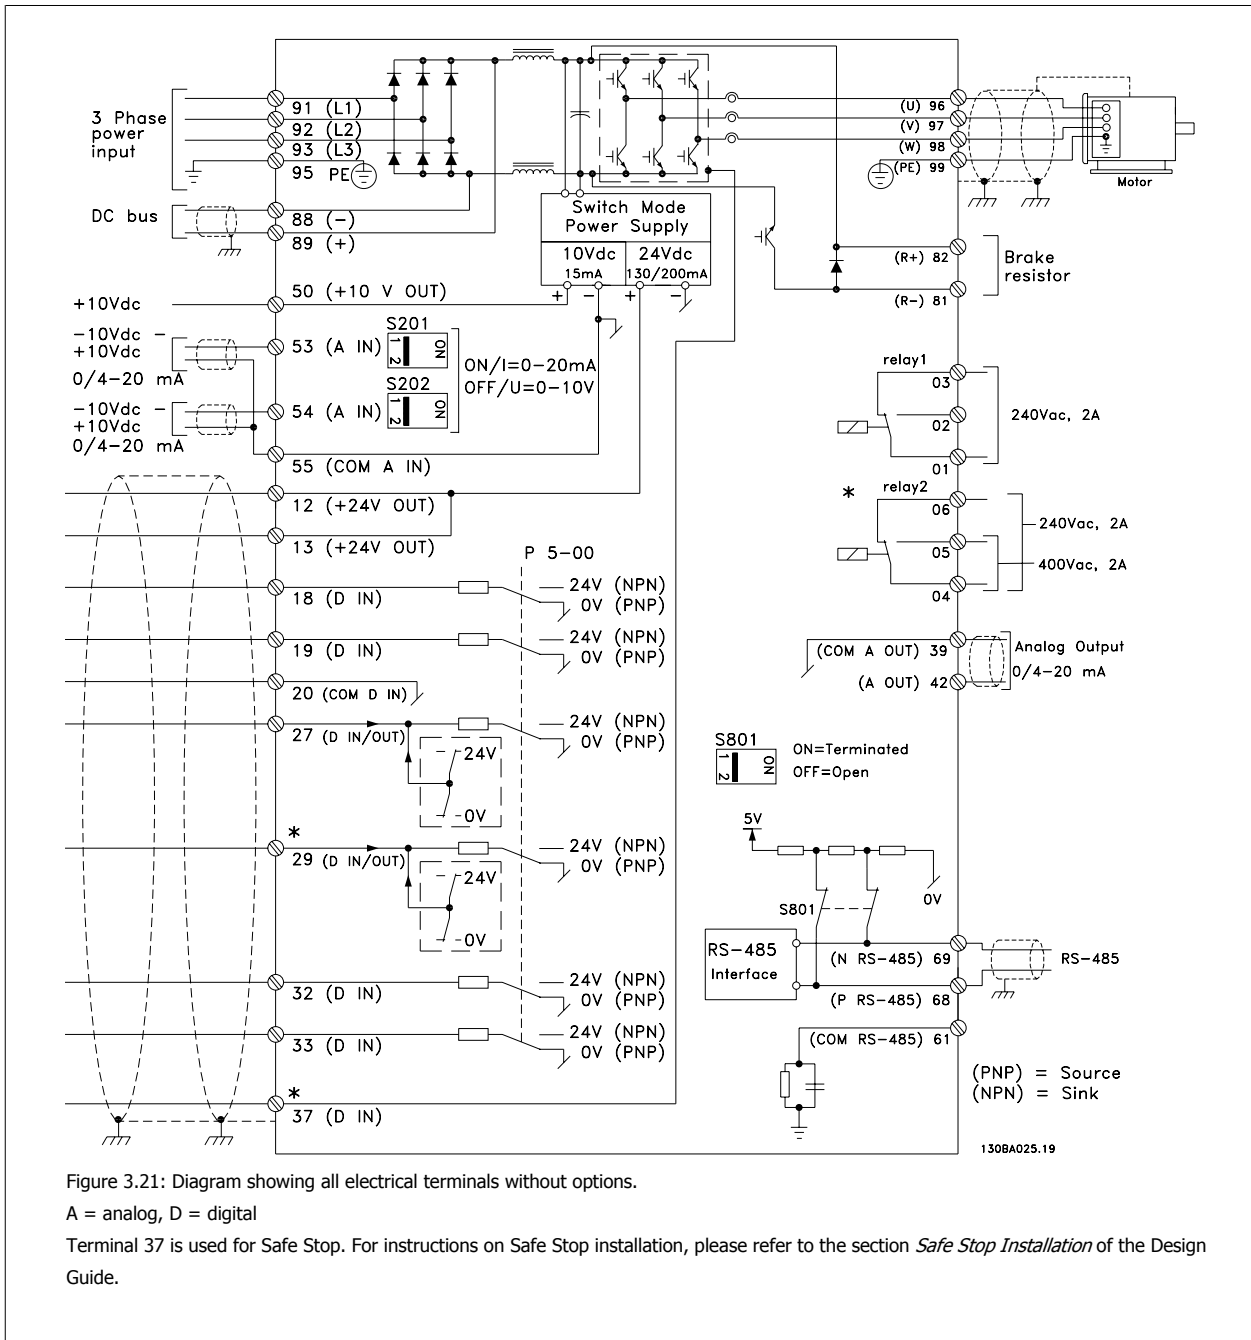 3 Phase
power
input
91 (L1)
92 (L2)
93 (L3)
95 PE
DC bus
88 (-)
89 (+)
Switch Mode
Power Supply
10Vdc
15mA
24Vdc
130/200mA
+ - + -
(U) 96
(V) 97
(W) 98
(PE) 99
Motor
(R+) 82
(R-) 81
Brake
resistor
+10Vdc
50 (+10 V OUT)
-10Vdc -
+10Vdc
0/4-20 mA
53 (A IN)
S201
1 2
ON
ON/I=0-20mA
OFF/U=0-10V
-10Vdc -
+10Vdc
0/4-20 mA
54 (A IN)
S202
1 2
ON
55 (COM A IN)
12 (+24V OUT)
13 (+24V OUT)
P 5-00
18 (D IN)
24V (NPN)
0V (PNP)
19 (D IN)
24V (NPN)
0V (PNP)
20 (COM D IN)
27 (D IN/OUT)
24V (NPN)
0V (PNP)
24V
0V
*
29 (D IN/OUT)
24V (NPN)
0V (PNP)
24V
0V
32 (D IN)
24V (NPN)
0V (PNP)
33 (D IN)
24V (NPN)
0V (PNP)
*
37 (D IN)
relay1
03
02
01
240Vac, 2A
*
relay2
06
05
04
240Vac, 2A
400Vac, 2A
(COM A OUT) 39
(A OUT) 42
Analog Output
0/4-20 mA
S801
1 2
ON
ON=Terminated
OFF=Open
5V
0V
S801
RS-485
Interface
(N RS-485) 69
(P RS-485) 68
(COM RS-485) 61
RS-485
(PNP) = Source
(NPN) = Sink
130BA025.19
Figure 3.21: Diagram showing all electrical terminals without options.
A = analog, D = digital
Terminal 37 is used for Safe Stop. For instructions on Safe Stop installation, please refer to the section Safe Stop Installation of the Design
Guide.